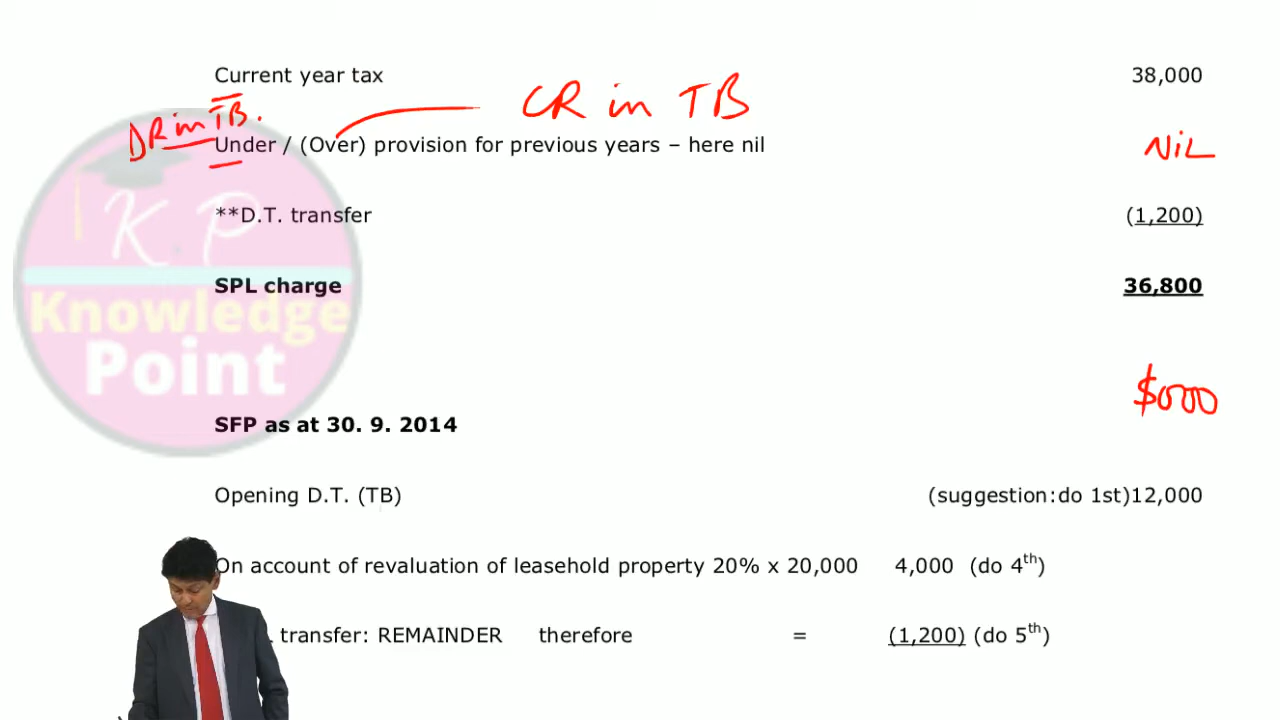 Current year tax 38,000
DR in TB. CR in TB
Under / (Over) provision for previous years – here nil NiL
**D.T. transfer (1,200)
SPL charge 36,800
K.P
Knowledge
Point
$000
SFP as at 30. 9. 2014
Opening D.T. (TB) (suggestion:do 1st)12,000
On account of revaluation of leasehold property 20% x 20,000 4,000 (do 4th)
transfer: REMAINDER therefore = (1,200) (do 5th)